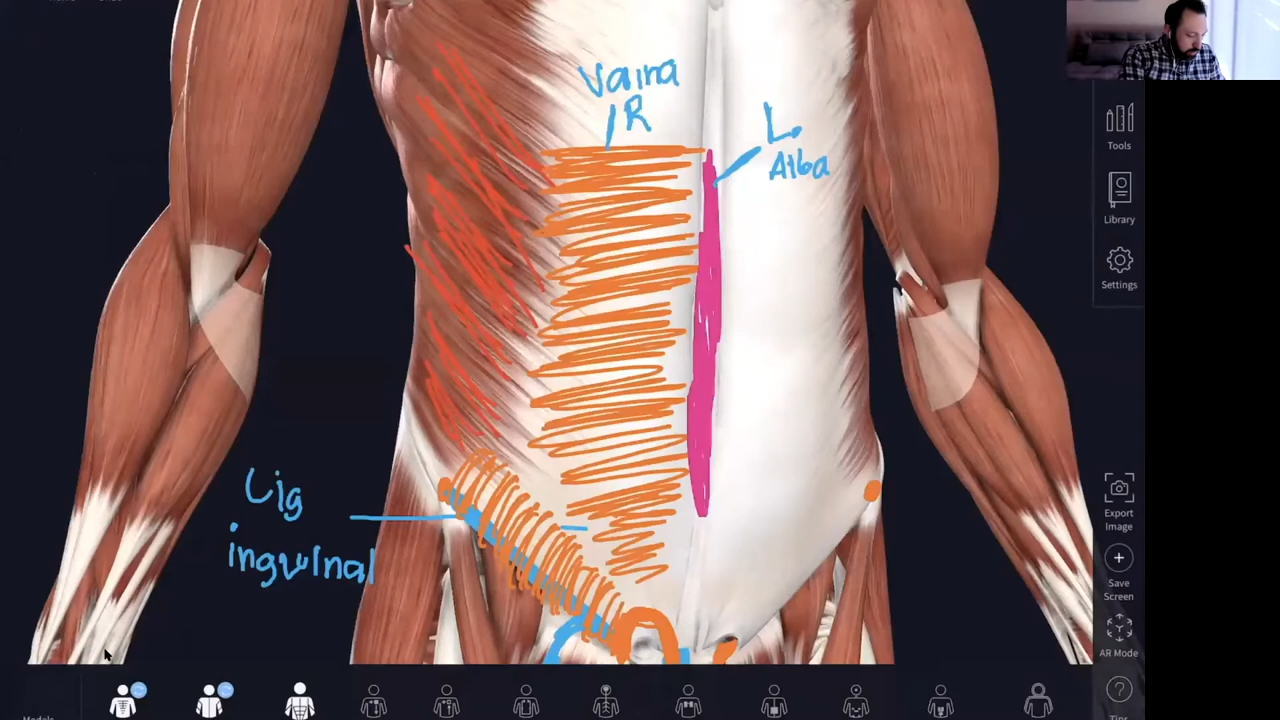 Vaina
R
L.
Alba
Lig
inguinal
Tools
Library
Settings
Export
Image
Save
Screen
AR Mode